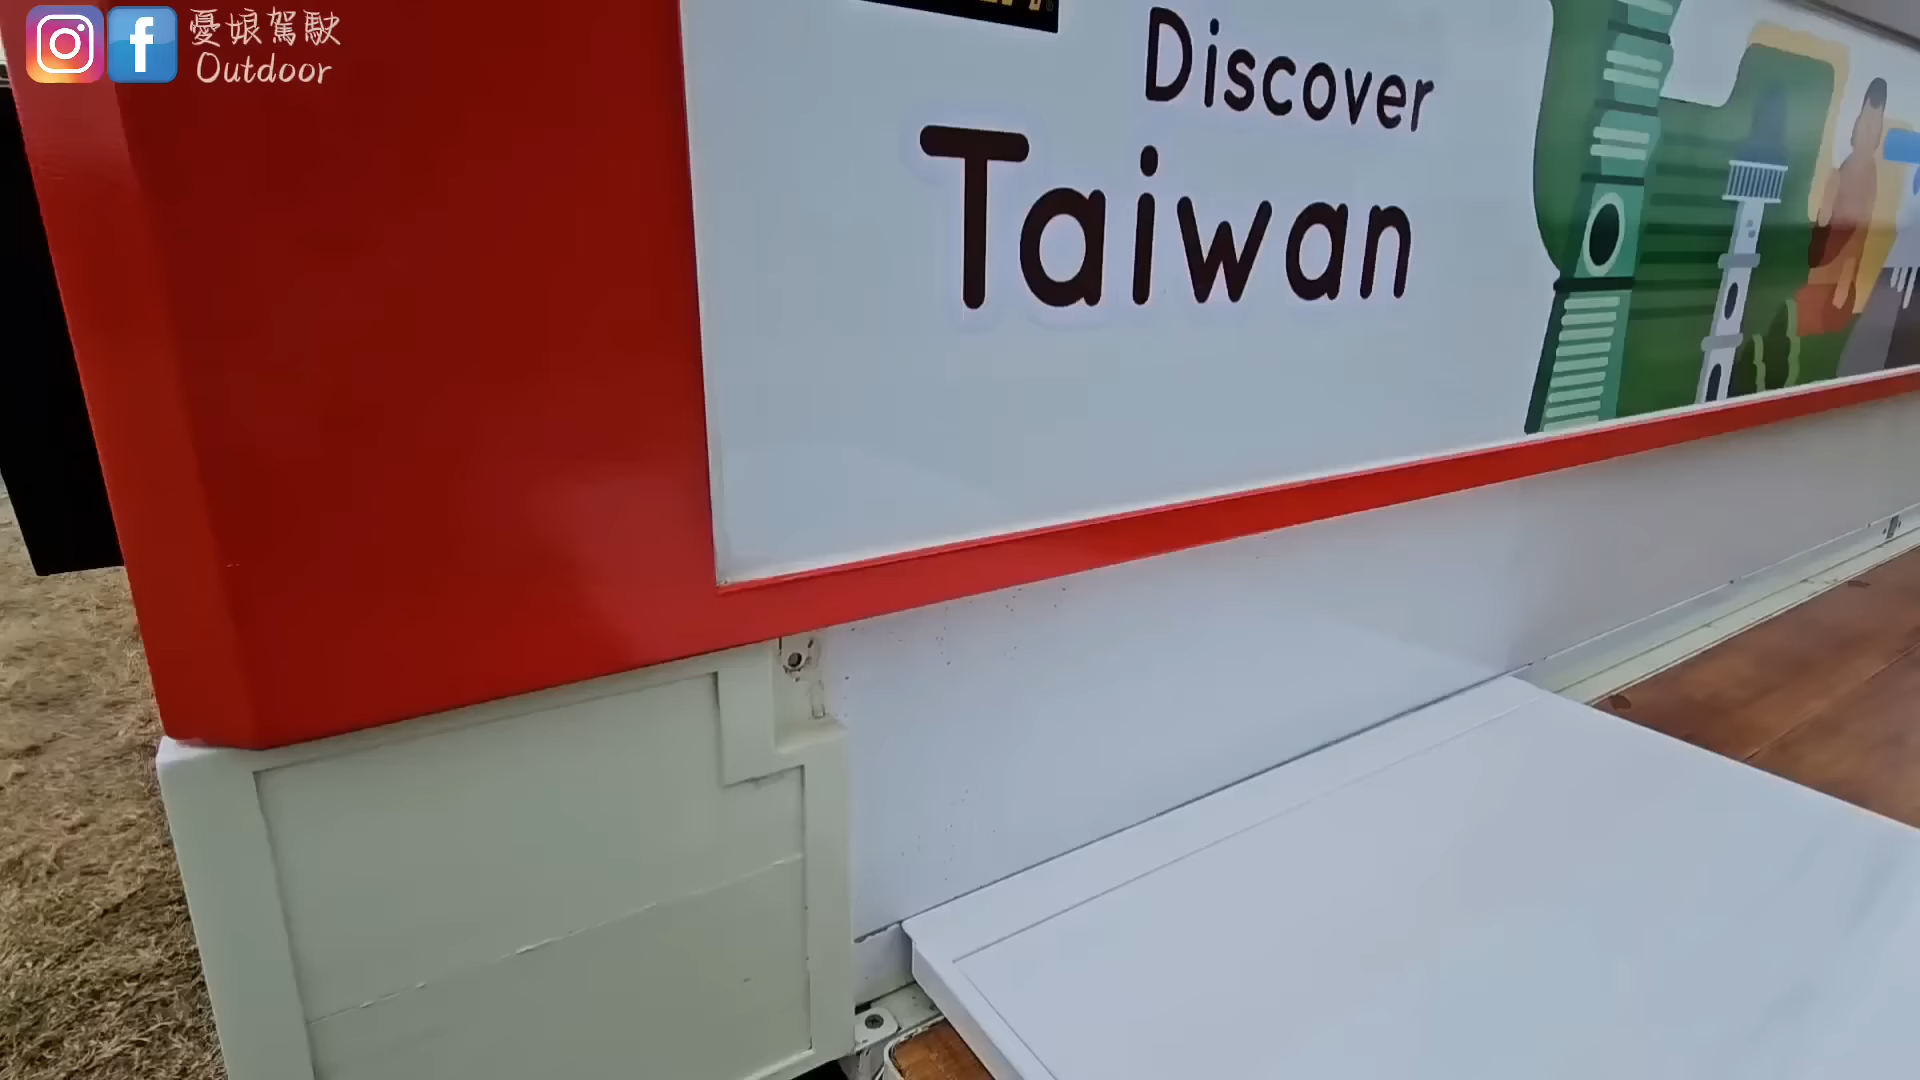 憂娘駕駛
Outdoor
Discover
Taiwan